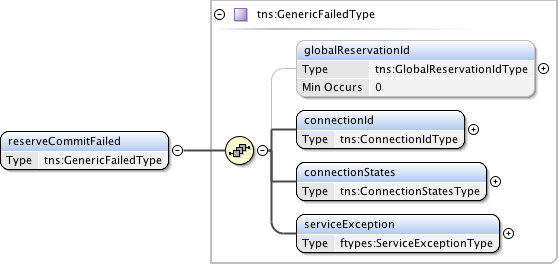 tns:GenericFailedType
globalReservationId
Type tns:GlobalReservationIdType
Min Occurs 0
reserveCommitFailed
Type tns:GenericFailedType
connectionId
Type tns:ConnectionIdType
connectionStates
Type tns:ConnectionStatesType
serviceException
Type ftypes:ServiceExceptionType